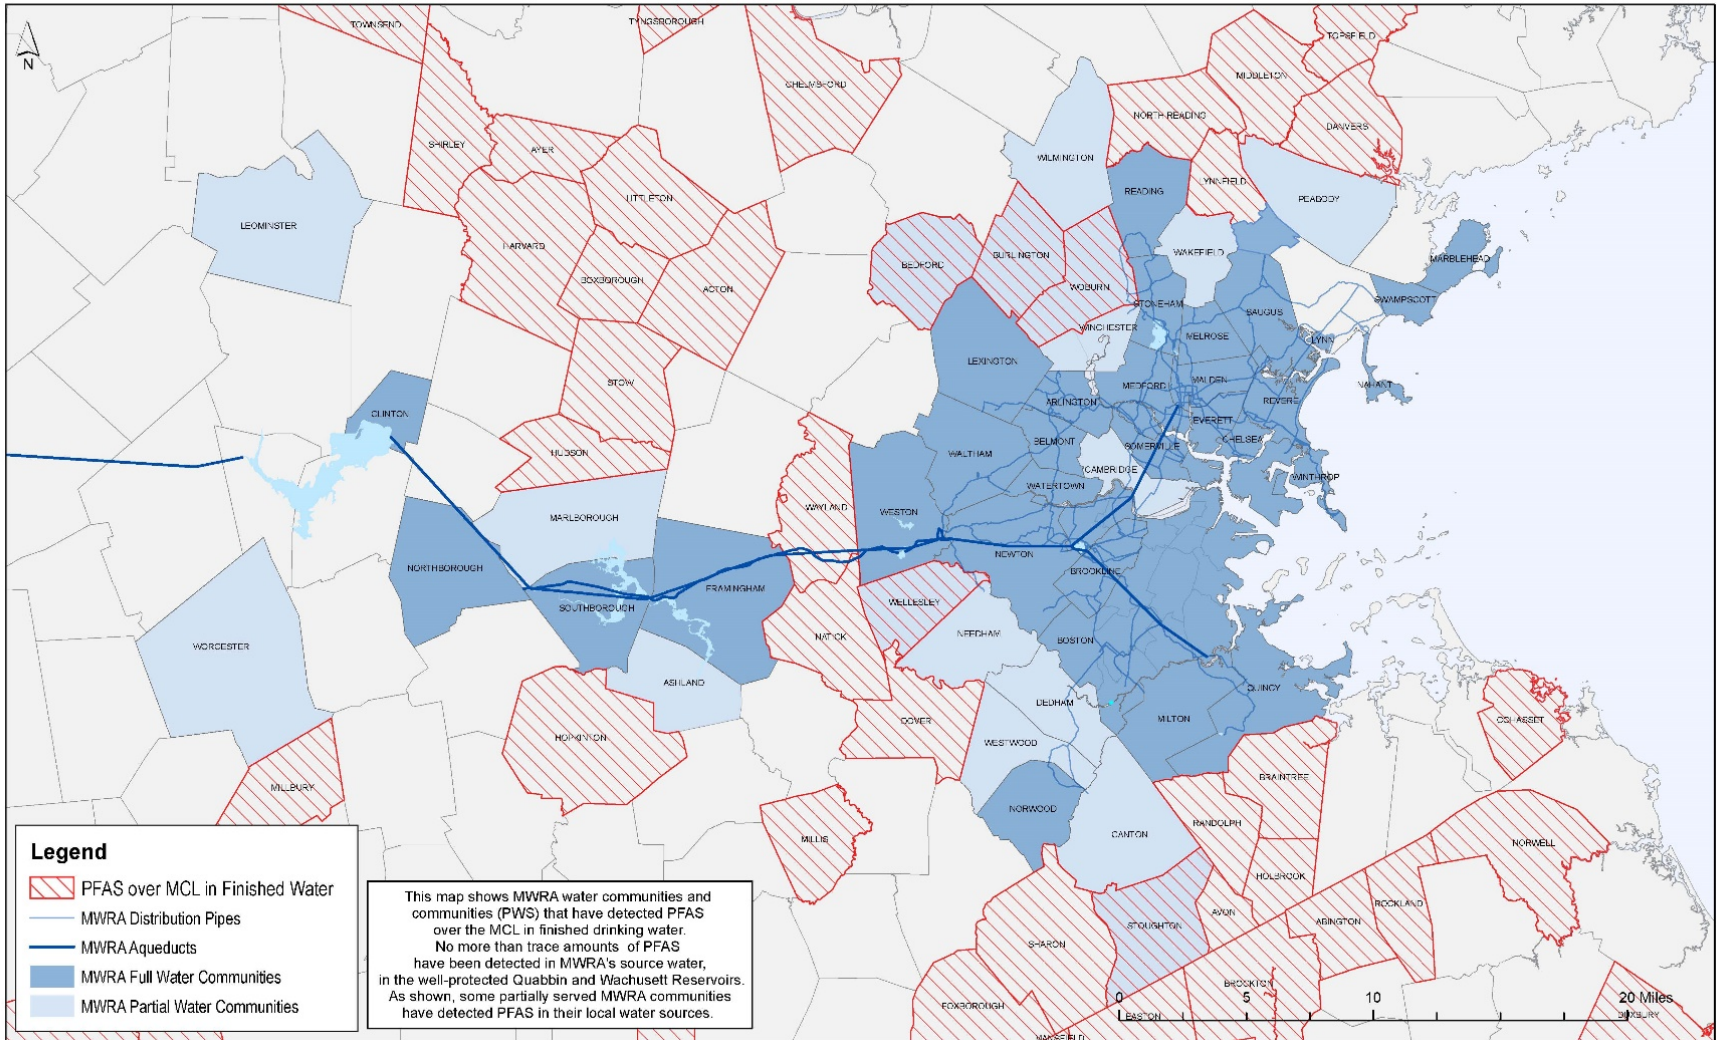 TOWNSEND
TYNGSBOROUGH
TOPSFIELD
N
CHELMSFORD
MIDDLETON
NORTH READING
DANVERS
SHIRLEY
AYER
WILMINGTON
READING
LYNNFIELD
LITTLETON
PEABODY
LEOMINSTER
HARVARD
BURLINGTON
WAKEFIELD
BEDFORD
MARBLEHEAD
BOXBOROUGH
ACTON
WOBURN
STONEHAM
SWAMPSCOTT
SAUGUS
WINCHESTER
MELROSE
LYNN
LEXINGTON
STOW
MEDFORD
MALDEN
NAHANT
ARLINGTON
REVERE
CLINTON
EVERETT
BELMONT
SOMERVILLE
CHELSEA
HUDSON
WALTHAM
CAMBRIDGE
WINTHROP
WATERTOWN
WAYLAND
WESTON
MARLBOROUGH
NEWTON
NORTHBOROUGH
BROOKLINE
FRAMINGHAM
SOUTHBOROUGH
WELLESLEY
NATICK
NEEDHAM
BOSTON
WORCESTER
ASHLAND
QUINCY
DEDHAM
MILTON
DOVER
COHASSET
HOPKINTON
WESTWOOD
BRAINTREE
MILLBURY
NORWOOD
RANDOLPH
MILLIS
CANTON
NORWELL
HOLBROOK
ROCKLAND
AVON
ABINGTON
STOUGHTON
SHARON
BROCKTON
FOXBOROUGH
EASTON
MANSFIELD
DUXBURY
0 5 10 20 Miles
Legend
PFAS over MCL in Finished Water
MWRA Distribution Pipes
MWRA Aqueducts
MWRA Full Water Communities
MWRA Partial Water Communities
This map shows MWRA water communities and
communities (PWS) that have detected PFAS
over the MCL in finished drinking water.
No more than trace amounts of PFAS
have been detected in MWRA's source water,
in the well-protected Quabbin and Wachusett Reservoirs.
As shown, some partially served MWRA communities
have detected PFAS in their local water sources.